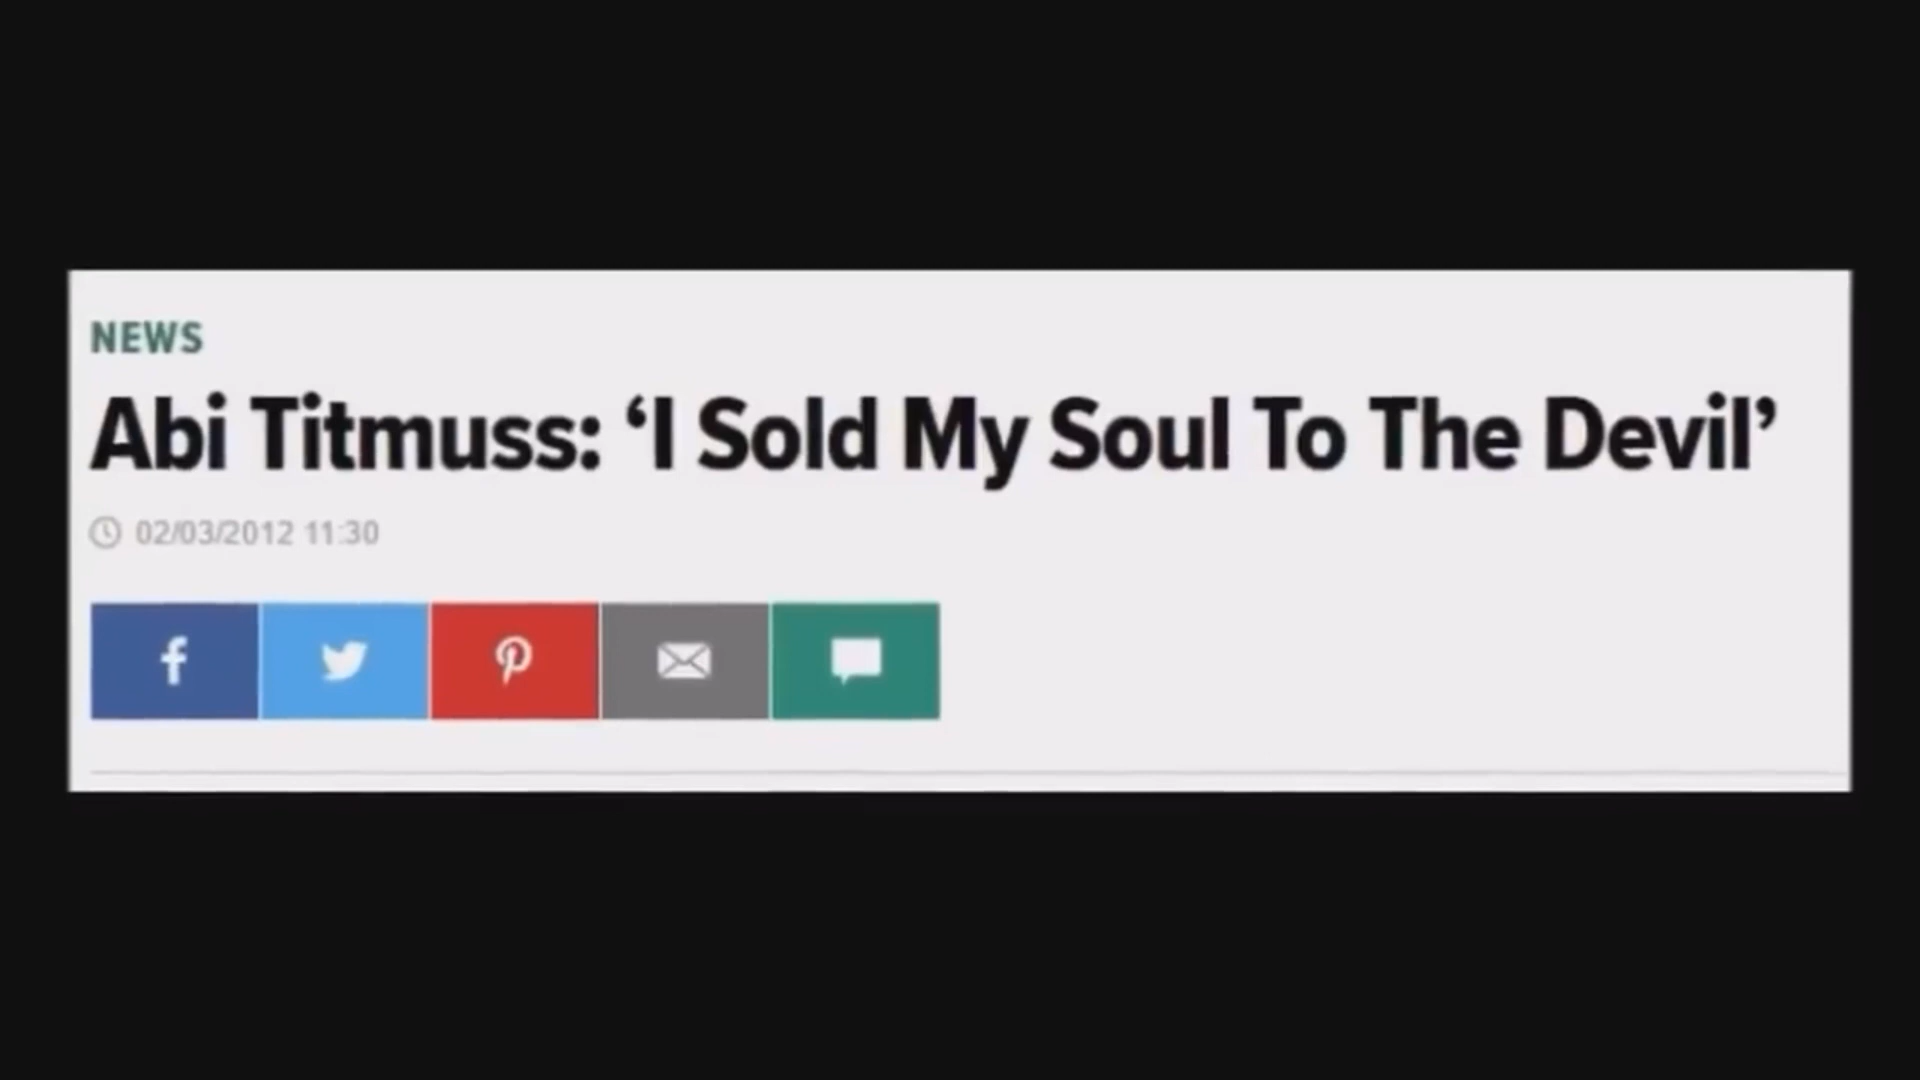 NEWS
Abi Titmuss: ‘I Sold My Soul To The Devil’
02/03/2012 11:30